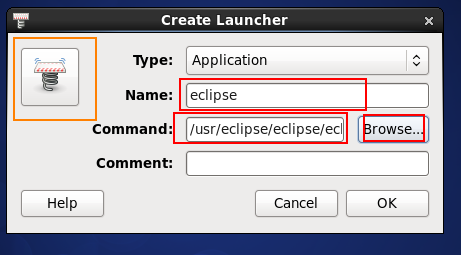 Create Launcher
Type: Application
Name: eclipse
Command: /usr/eclipse/eclipse/ecl Browse...
Comment:
Help Cancel OK